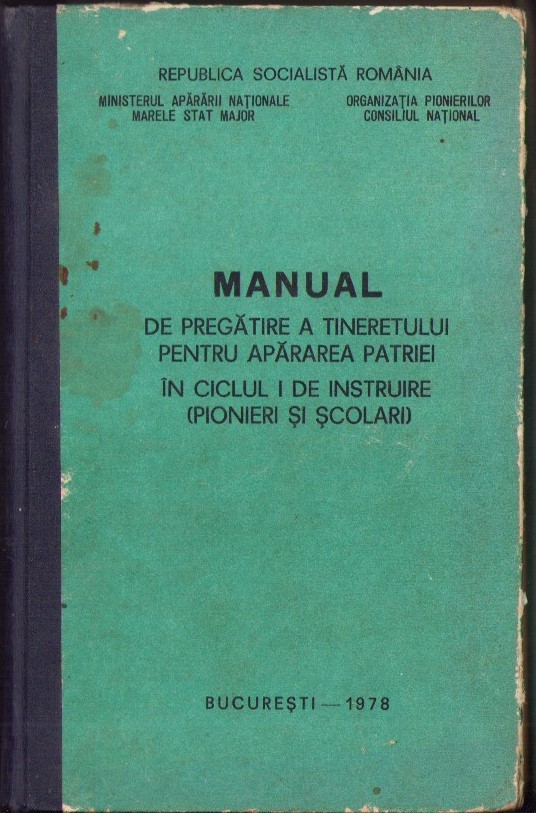 REPUBLICA SOCIALISTĂ ROMÂNIA
MINISTERUL APĂRĂRII NAȚIONALE
MARELE STAT MAJOR
ORGANIZAȚIA PIONIERILOR
CONSILIUL NAȚIONAL
MANUAL
DE PREGĂTIRE A TINERETULUI
PENTRU APĂRAREA PATRIEI
ÎN CICLUL I DE INSTRUIRE
(PIONIERI ȘI ȘCOLARI)
BUCUREȘTI — 1978